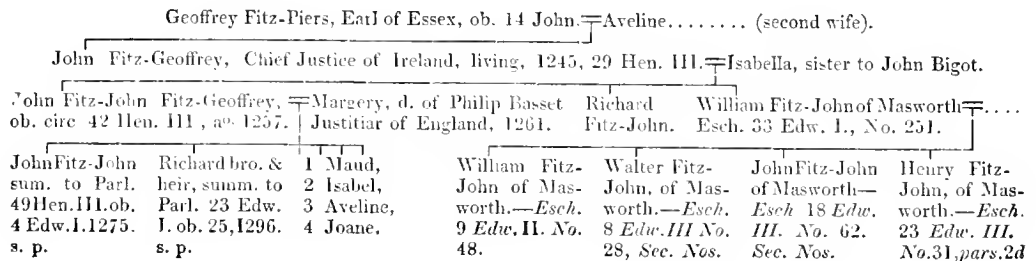 Geoffrey Fitz-Piers, Earl of Essex, ob. 14 John.=Aveline........ (second wife).
John Fitz-Geoffrey, Chief Justice of Ireland, living, 1245, 29 Hen. III.=Isabella, sister to John Bigot.
John Fitz-John Fitz-Geoffrey,
ob. circ 42 Hen. III, aº. 1257.
=Margery, d. of Philip Basset
Justitiar of England, 1261.
Richard
Fitz-John.
William Fitz-John of Masworth=....
Esch. 33 Edw. I., No. 251.
John Fitz-John
sum. to Parl.
49 Hen. III. ob.
4 Edw. I. 1275.
s. p.
Richard bro. &
heir, summ. to
Parl. 23 Edw.
I. ob. 25, 1296.
s. p.
1 Maud,
2 Isabel,
3 Aveline,
4 Joane.
William Fitz-
John of Mas-
worth.—Esch.
9 Edw. II. No.
48.
Walter Fitz-
John, of Mas-
worth.—Esch.
8 Edw. III No.
28, Sec. Nos.
John Fitz-John
of Masworth—
Esch 18 Edw.
III. No. 62.
Sec. Nos.
Henry Fitz-
John, of Mas-
worth.—Esch.
23 Edw. III.
No. 31, pars. 2d